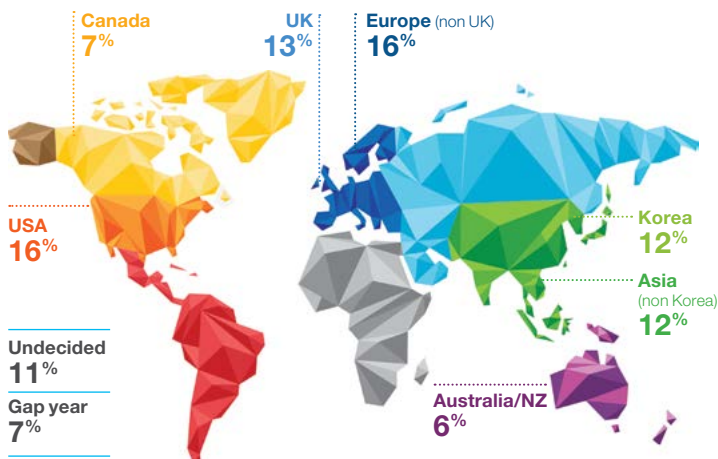 Canada
7%
UK
13%
Europe (non UK)
16%
USA
16%
Korea
12%
Asia
(non Korea)
12%
Undecided
11%
Gap year
7%
Australia/NZ
6%